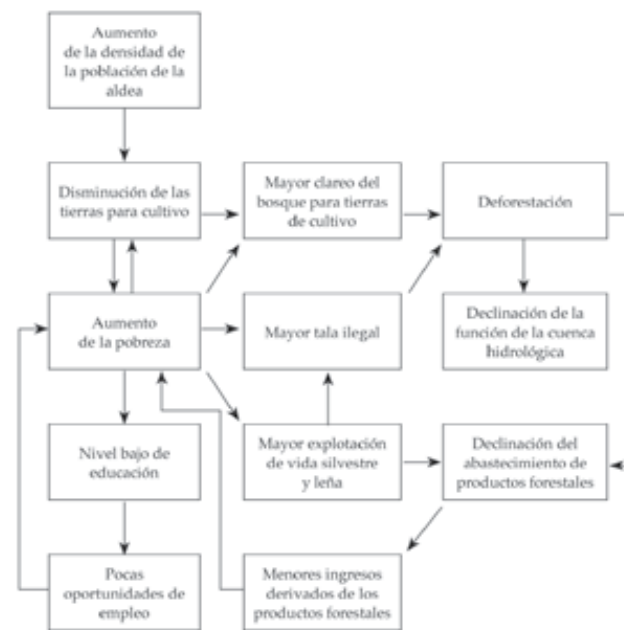 Aumento
de la densidad de
la población de la
aldea
Disminución de las
tierras para cultivo
Mayor clareo del
bosque para tierras
de cultivo
Deforestación
Aumento
de la pobreza
Mayor tala ilegal
Declinación de la
función de la cuenca
hidrológica
Nivel bajo de
educación
Mayor explotación
de vida silvestre
y leña
Declinación del
abastecimiento de
productos forestales
Pocas
oportunidades de
empleo
Menores ingresos
derivados de los
productos forestales